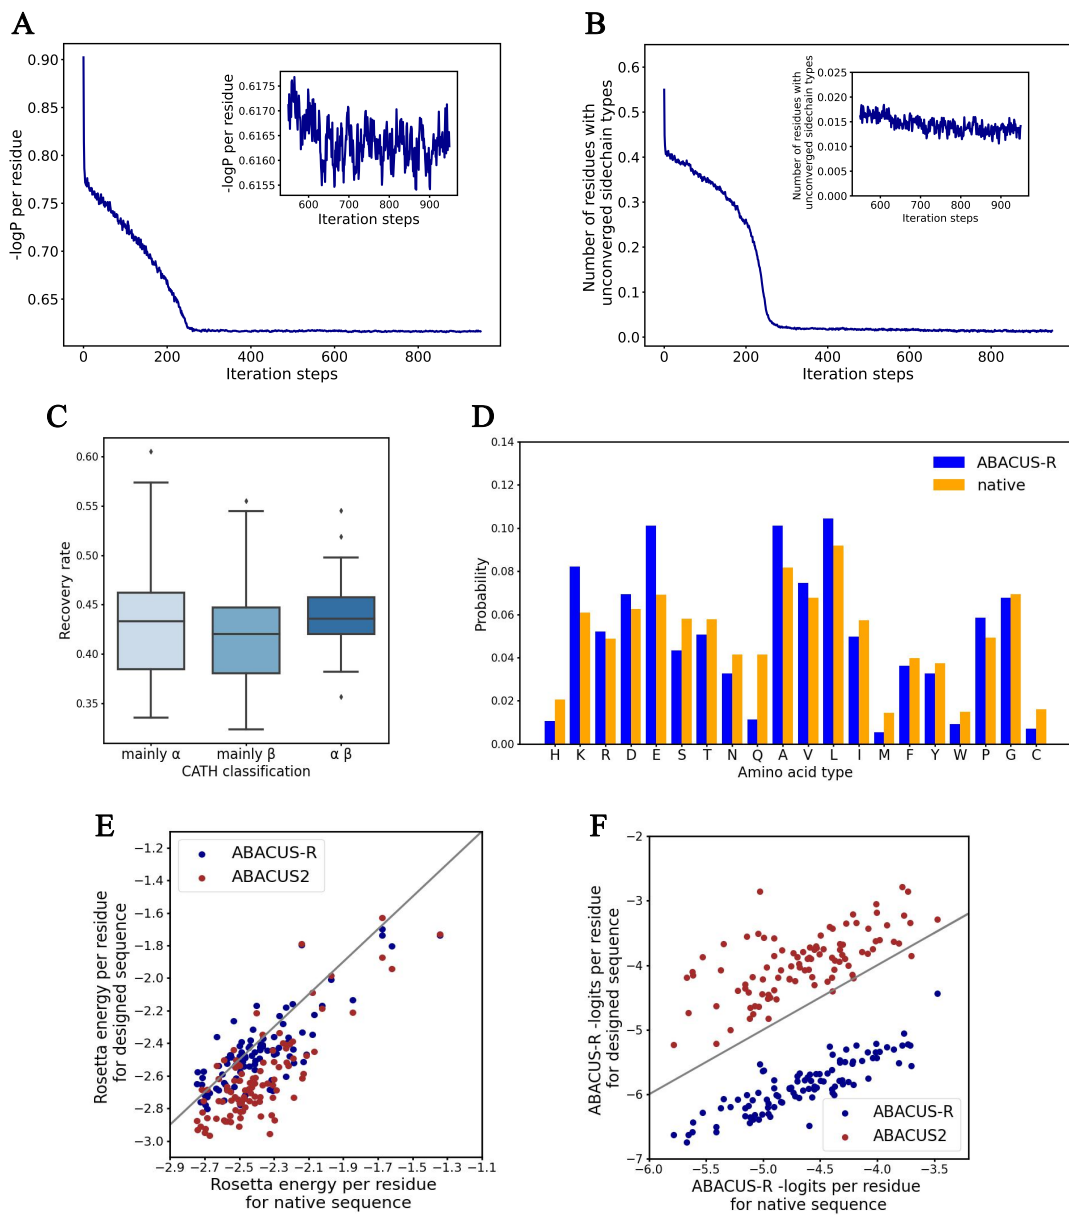 A
0.90
0.85
0.80
0.75
0.70
0.65
-logP per residue
0 200 400 600 800
Iteration steps
0.6175
0.6170
0.6165
0.6160
0.6155
-logP per residue
600 700 800 900
Iteration steps
B
0.6
0.5
0.4
0.3
0.2
0.1
0.0
Number of residues with
unconverged sidechain types
0 200 400 600 800
Iteration steps
0.025
0.020
0.015
0.010
0.005
0.000
Number of residues with
unconverged sidechain types
600 700 800 900
Iteration steps
C
0.60
0.55
0.50
0.45
0.40
0.35
Recovery rate
mainly α mainly β α β
CATH classification
D
0.14
0.12
0.10
0.08
0.06
0.04
0.02
0.00
Probability
ABACUS-R
native
H K R D E S T N Q A V L I M F Y W P G C
Amino acid type
E
−1.2
−1.4
−1.6
−1.8
−2.0
−2.2
−2.4
−2.6
−2.8
−3.0
Rosetta energy per residue
for designed sequence
ABACUS-R
ABACUS2
−2.9 −2.7 −2.5 −2.3 −2.1 −1.9 −1.7 −1.5 −1.3 −1.1
Rosetta energy per residue
for native sequence
F
−2
−3
−4
−5
−6
−7
ABACUS-R -logits per residue
for designed sequence
ABACUS-R
ABACUS2
−6.0 −5.5 −5.0 −4.5 −4.0 −3.5
ABACUS-R -logits per residue
for native sequence